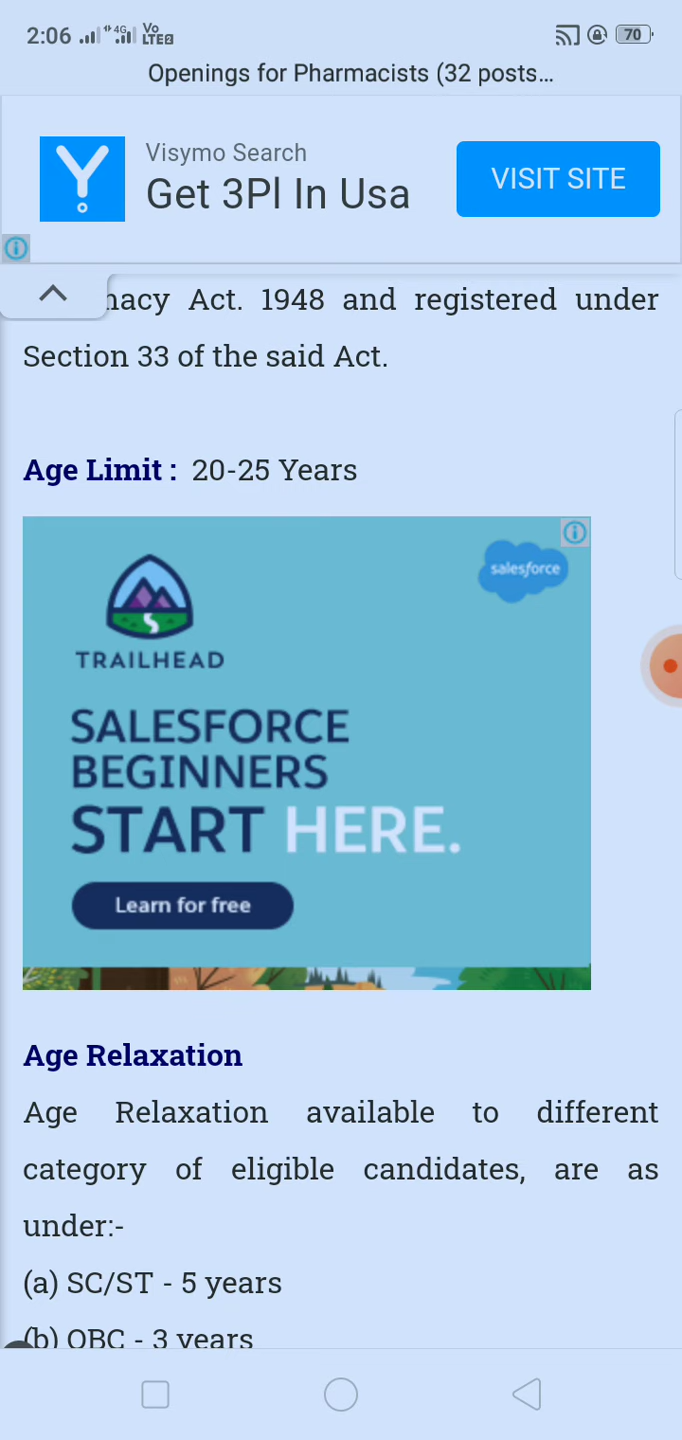 2:06 4G Vo LTE2 70
Openings for Pharmacists (32 posts...
Visymo Search
Get 3Pl In Usa
VISIT SITE
Act. 1948 and registered under
Section 33 of the said Act.
Age Limit : 20-25 Years
salesforce
TRAILHEAD
SALESFORCE
BEGINNERS
START HERE.
Learn for free
Age Relaxation
Age Relaxation available to different
category of eligible candidates, are as
under:-
(a) SC/ST - 5 years
(b) OBC - 3 years